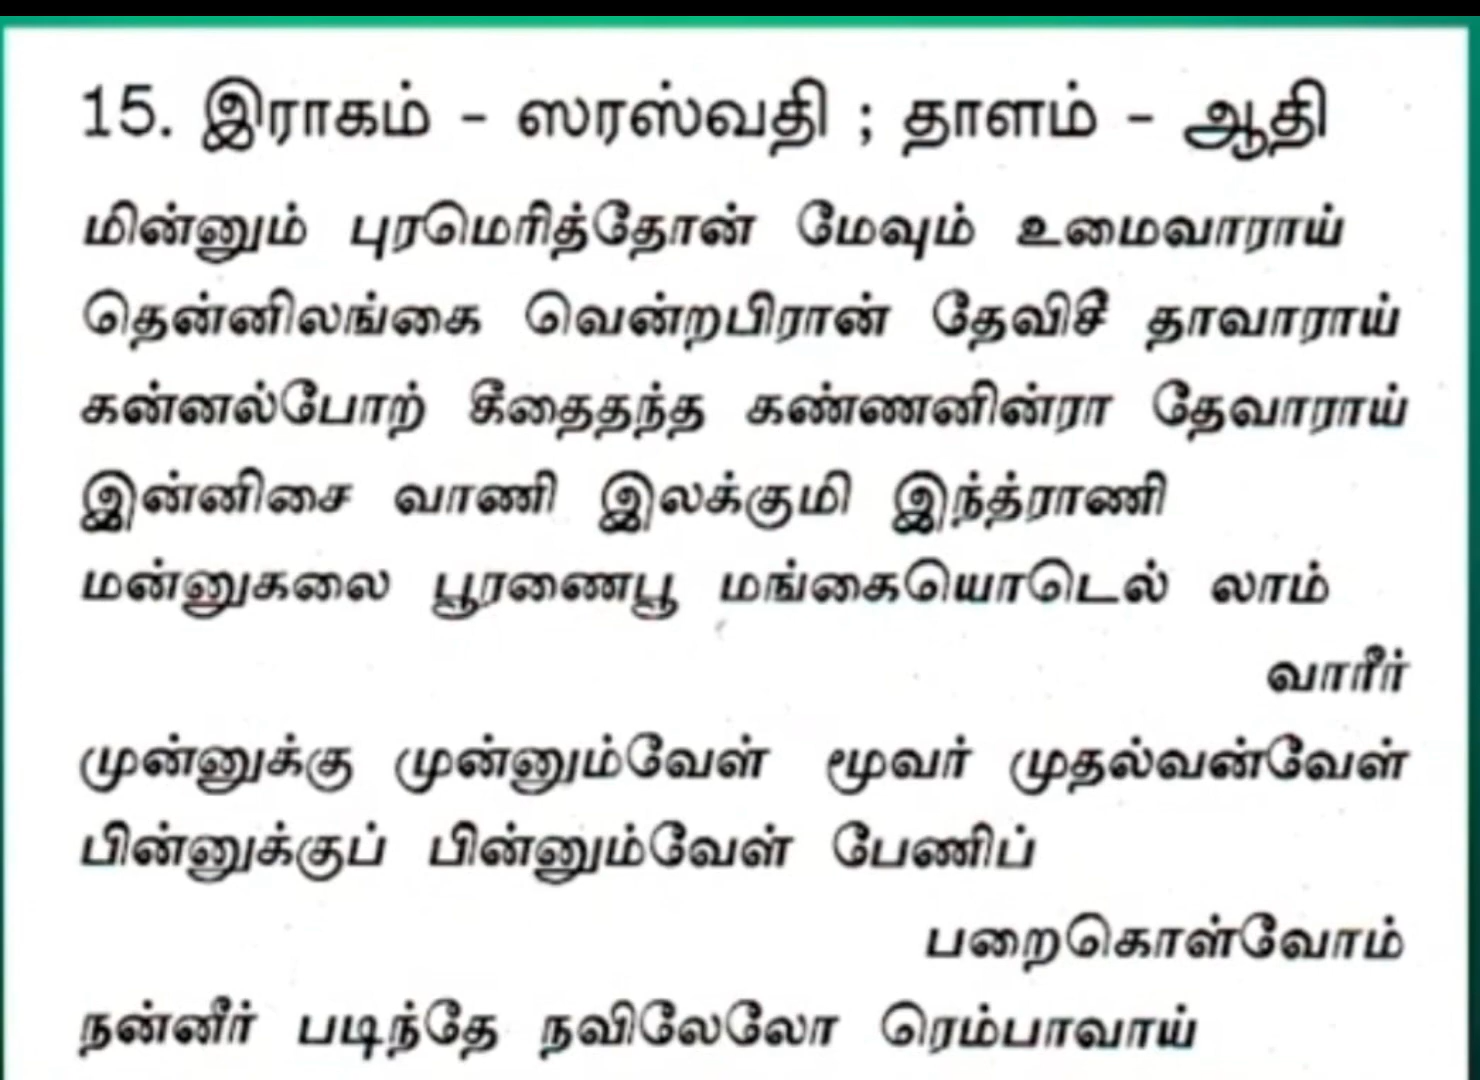 15. இராகம் - ஸரஸ்வதி ; தாளம் - ஆதி
மின்னும் புரமெரித்தோன் மேவும் உமைவாராய்
தென்னிலங்கை வென்றபிரான் தேவிசீ தாவாராய்
கன்னல்போற் கீதைதந்த கண்ணனின்ரா தேவாராய்
இன்னிசை வாணி இலக்குமி இந்த்ராணி
மன்னுகலை பூரணைபூ மங்கையொடெல் லாம்
வாரீர்
முன்னுக்கு முன்னும்வேள் மூவர் முதல்வன்வேள்
பின்னுக்குப் பின்னும்வேள் பேணிப்
பறைகொள்வோம்
நன்னீர் படிந்தே நவிலேலோ ரெம்பாவாய்